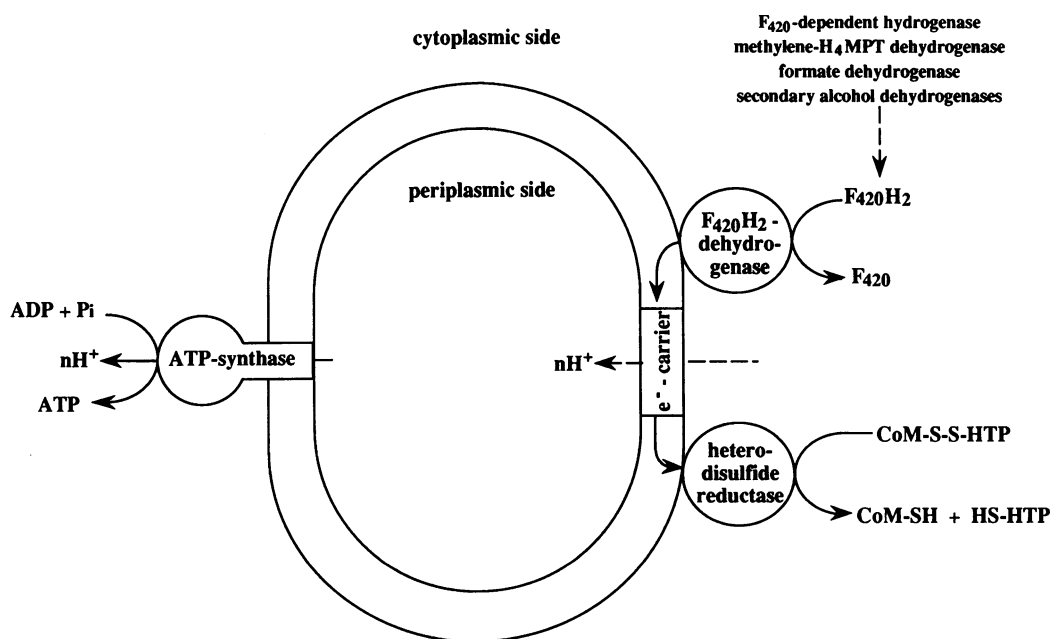 cytoplasmic side
F420-dependent hydrogenase
methylene-H4MPT dehydrogenase
formate dehydrogenase
secondary alcohol dehydrogenases
periplasmic side
F420H2
F420H2 -
dehydro-
genase
F420
ADP + Pi
nH+
ATP-synthase
ATP
nH+
e- - carrier
CoM-S-S-HTP
hetero-
disulfide
reductase
CoM-SH + HS-HTP